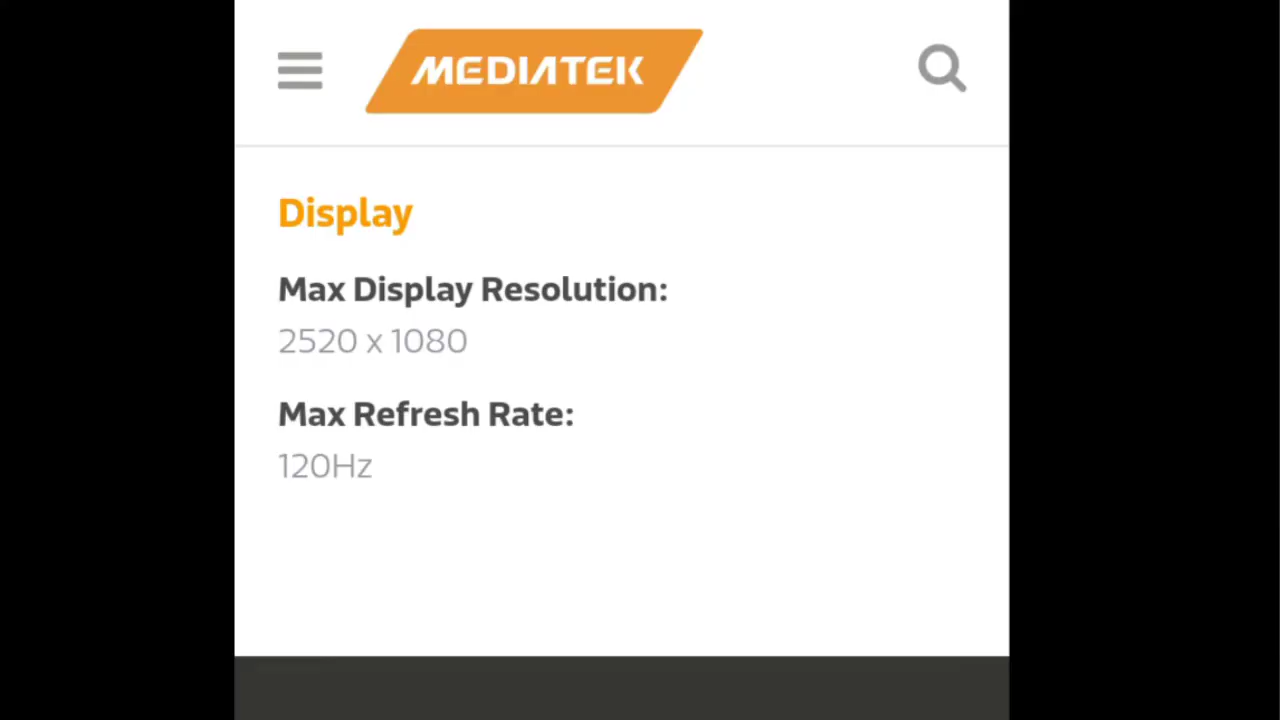 MEDIATEK
Display
Max Display Resolution:
2520 x 1080
Max Refresh Rate:
120Hz